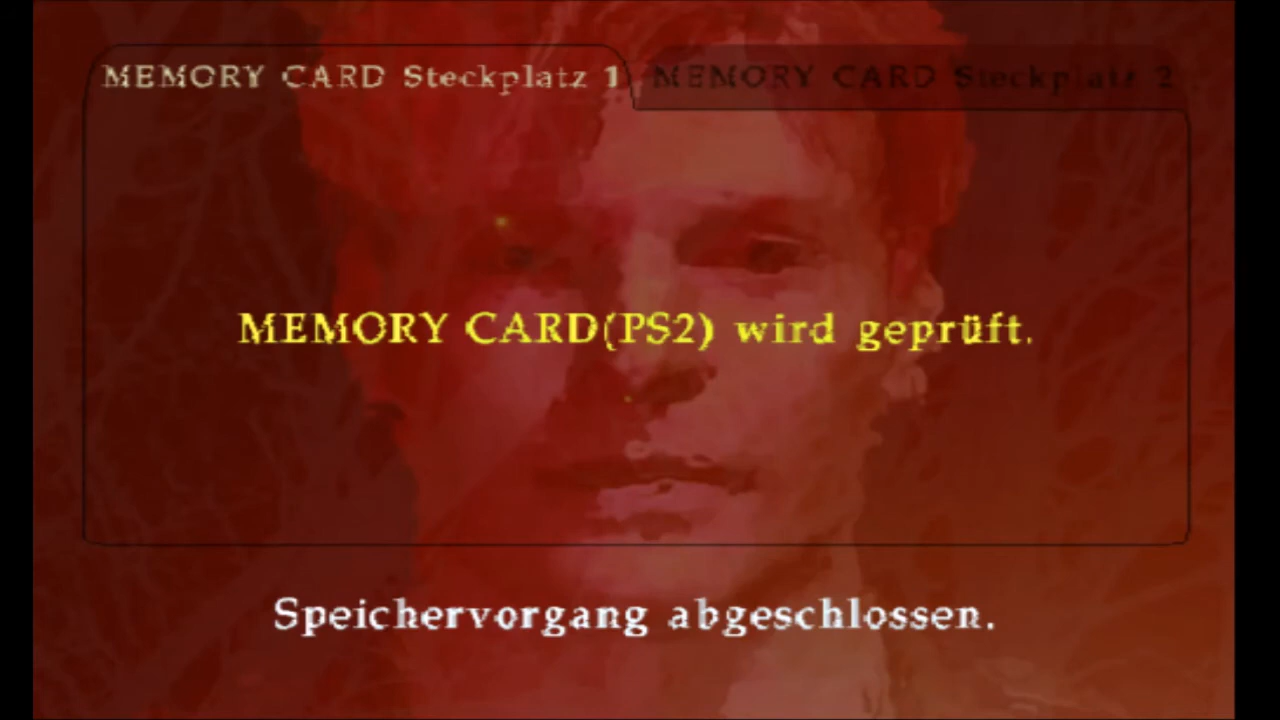 MEMORY CARD Steckplatz 1
MEMORY CARD Steckplatz 2
MEMORY CARD(PS2) wird geprüft.
Speichervorgang abgeschlossen.